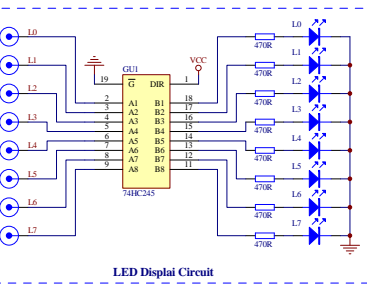 L0
L1
L2
L3
L4
L5
L6
L7
GU1
19 G DIR 1
2 A1 B1 18
3 A2 B2 17
4 A3 B3 16
5 A4 B4 15
6 A5 B5 14
7 A6 B6 13
8 A7 B7 12
9 A8 B8 11
74HC245
VCC
L0
470R
L1
470R
L2
470R
L3
470R
L4
470R
L5
470R
L6
470R
L7
470R
LED Displai Circuit